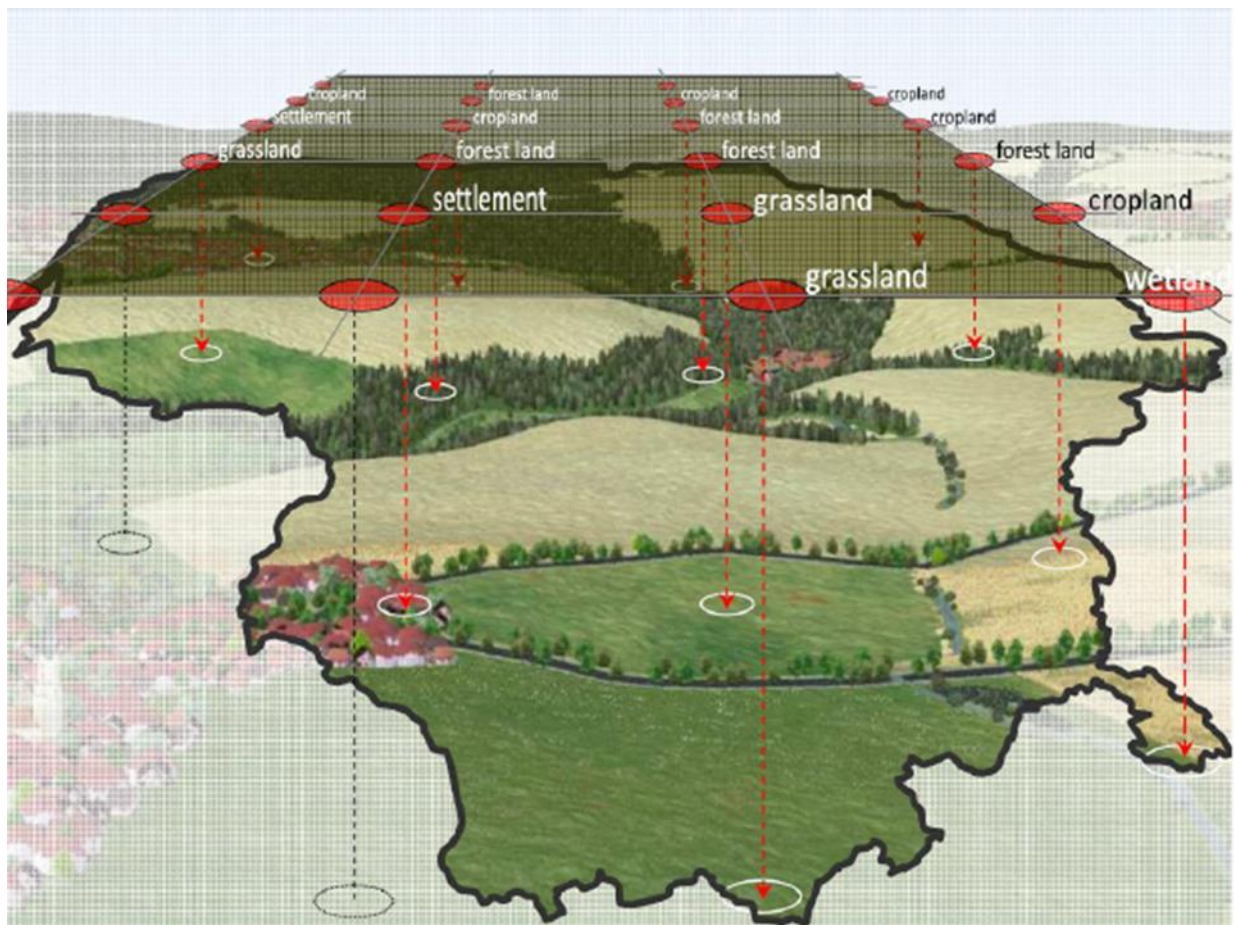 cropland forest land cropland cropland
settlement cropland forest land cropland
grassland forest land forest land forest land
settlement grassland cropland
grassland wetland